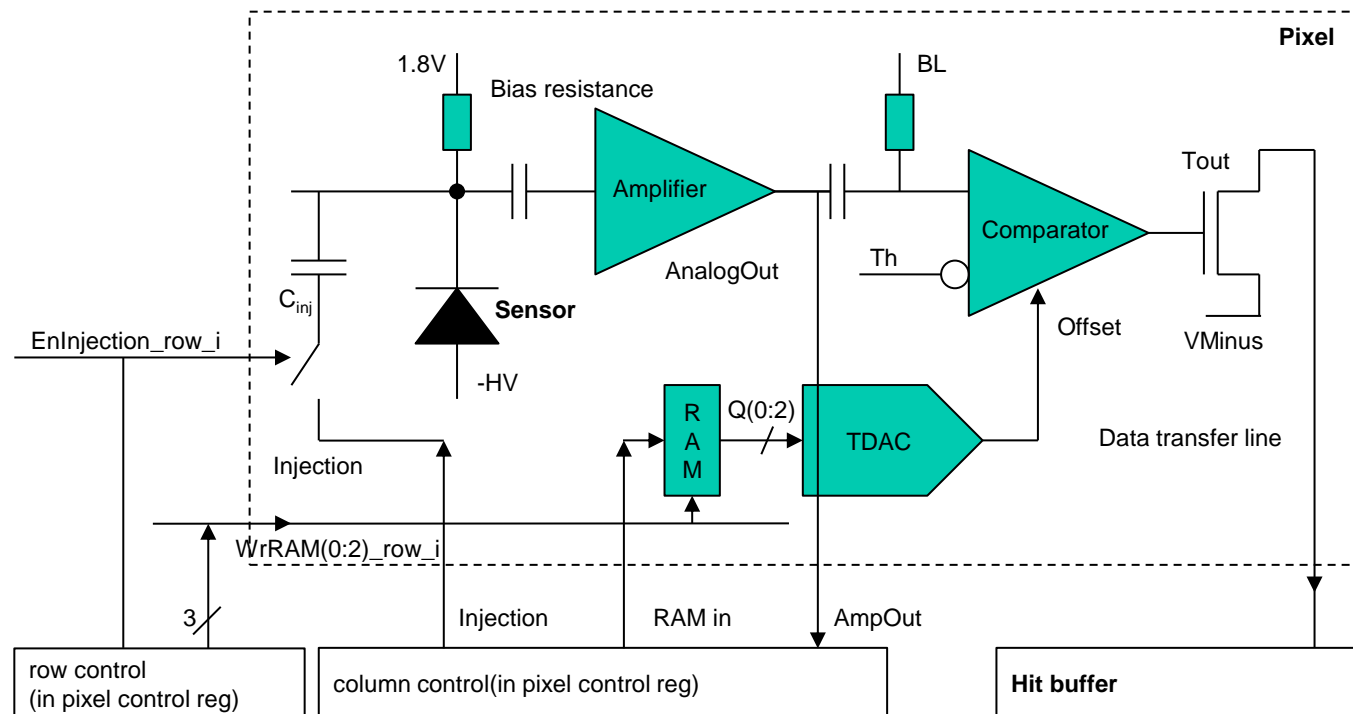 Pixel
1.8V
BL
Bias resistance
Tout
Amplifier
Comparator
Th
AnalogOut
Cinj
Sensor
Offset
EnInjection_row_i
VMinus
-HV
R
A
M
Q(0:2)
TDAC
Data transfer line
Injection
WrRAM(0:2)_row_i
3
Injection
RAM in
AmpOut
row control
(in pixel control reg)
column control(in pixel control reg)
Hit buffer